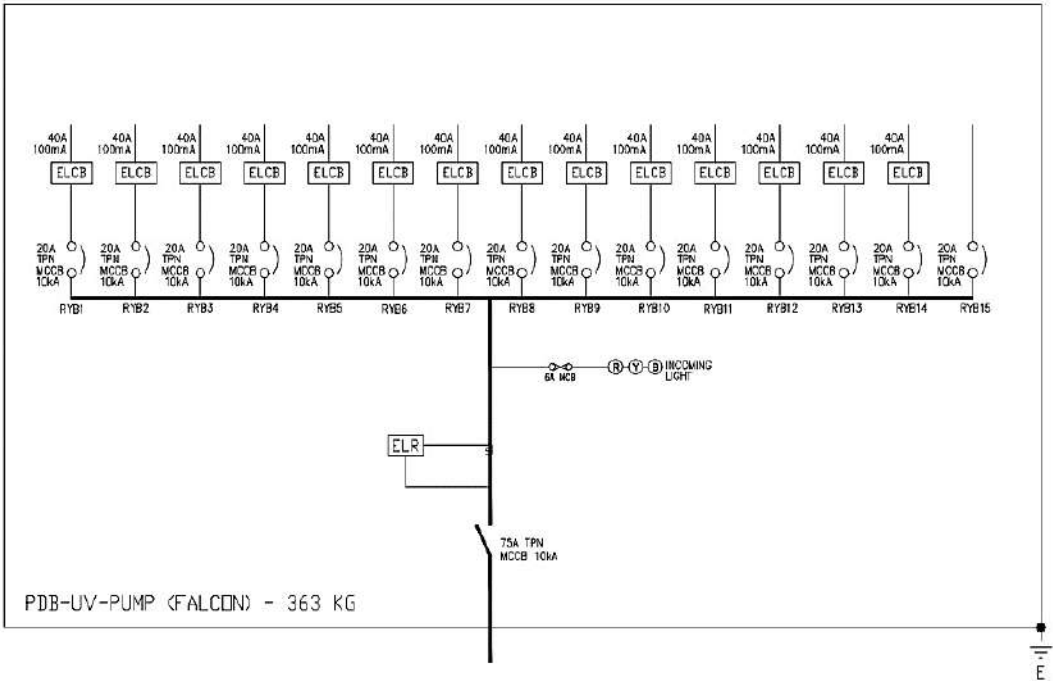 40A 40A 40A 40A 40A 40A 40A 40A 40A 40A 40A 40A 40A 40A
100mA 100mA 100mA 100mA 100mA 100mA 100mA 100mA 100mA 100mA 100mA 100mA 100mA 100mA
ELCB ELCB ELCB ELCB ELCB ELCB ELCB ELCB ELCB ELCB ELCB ELCB ELCB ELCB
20A 20A 20A 20A 20A 20A 20A 20A 20A 20A 20A 20A 20A 20A 20A
TPN TPN TPN TPN TPN TPN TPN TPN TPN TPN TPN TPN TPN TPN TPN
MCCB MCCB MCCB MCCB MCCB MCCB MCCB MCCB MCCB MCCB MCCB MCCB MCCB MCCB MCCB
10kA 10kA 10kA 10kA 10kA 10kA 10kA 10kA 10kA 10kA 10kA 10kA 10kA 10kA 10kA
RYB1 RYB2 RYB3 RYB4 RYB5 RYB6 RYB7 RYB8 RYB9 RYB10 RYB11 RYB12 RYB13 RYB14 RYB15
R Y B INCOMING
LIGHT
6A MCB
ELR
75A TPN
MCCB 10kA
PDB-UV-PUMP (FALCON) - 363 KG
E